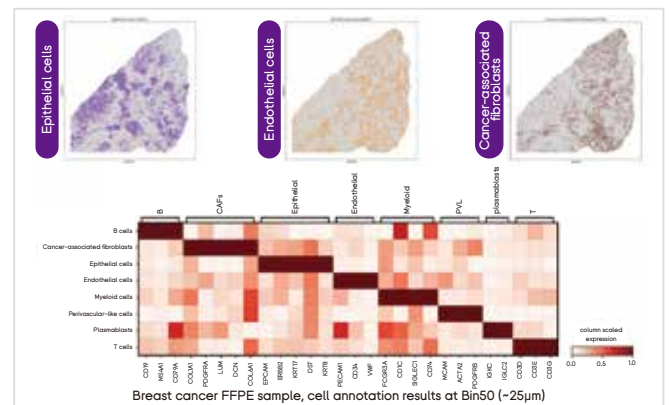 Epithelial cells
Endothelial cells
Cancer-associated
fibroblasts
B
CAFs
Epithelial
Endothelial
Myeloid
PVL
plasmablasts
T
B cells
Cancer-associated fibroblasts
Epithelial cells
Endothelial cells
Myeloid cells
Perivascular-like cells
Plasmablasts
T cells
CD19
MS4A1
CD79A
COL1A1
PDGFRA
LUM
DCN
COL6A1
EPCAM
ERBB2
KRT17
DST
KRT8
PECAM1
CD34
VWF
FCGR3A
CD1C
SIGLEC1
CD14
MCAM
ACTA2
PDGFRB
IGKC
IGLC2
CD3D
CD3E
CD3G
column scaled
expression
0.0 0.5 1.0
Breast cancer FFPE sample, cell annotation results at Bin50 (~25µm)